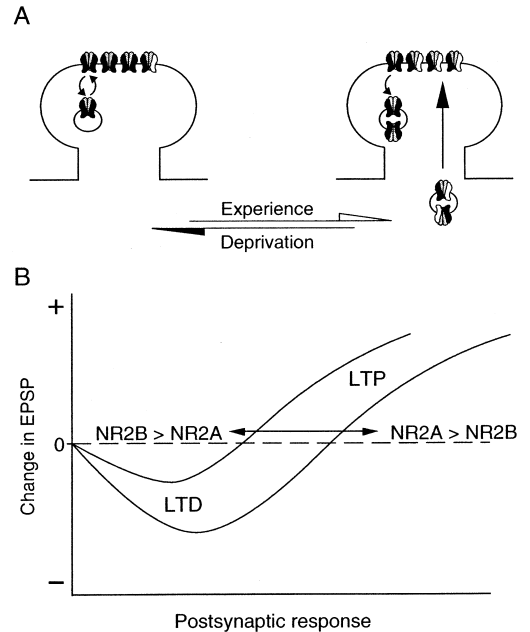 A
Experience
Deprivation
B
+
Change in EPSP
0
−
NR2B > NR2A
LTP
NR2A > NR2B
LTD
Postsynaptic response